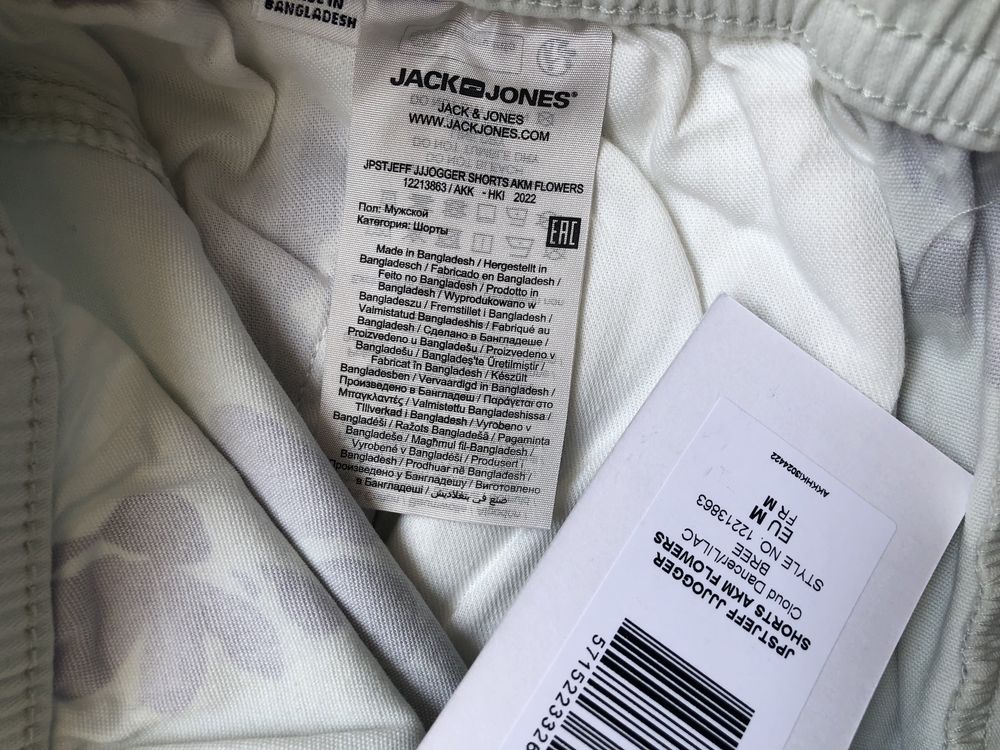 BANGLADESH
JACK JONES®
JACK & JONES
WWW.JACKJONES.COM
JPSTJEFF JJJOGGER SHORTS AKM FLOWERS
12213863 / AKK - HKI 2022
Пол: Мужской
Категория: Шорты
EAC
Made in Bangladesh / Hergestellt in
Bangladesch / Fabricado en Bangladesh /
Feito no Bangladesh / Prodotto in
Bangladesh / Wyprodukowano w
Bangladeszu / Fremstillet i Bangladesh /
Valmistatud Bangladeshis / Fabriqué au
Bangladesh / Сделано в Бангладеше /
Proizvedeno u Bangladešu / Proizvedeno v
Bangladešu / Bangladeş'te Üretilmiştir /
Fabricat în Bangladesh / Készült
Bangladesben / Vervaardigd in Bangladesh /
Произведено в Бангладеш / Παράγεται στο
Μπαγκλαντές / Valmistettu Bangladeshissa /
Tillverkad i Bangladesh / Vyrobeno v
Bangladéši / Ražots Bangladešā / Pagaminta
Bangladeše / Magħmul fil-Bangladesh /
Vyrobené v Bangladéši / Produsert i
Bangladesh / Prodhuar në Bangladesh /
Произведено у Бангладешу / Виготовлено
в Бангладеші / صنع في بنغلاديش
JPSTJEFF JJJOGGER
SHORTS AKM FLOWERS
Cloud Dancer/LILAC
BREE
STYLE NO. 12213863
EU M
FR M